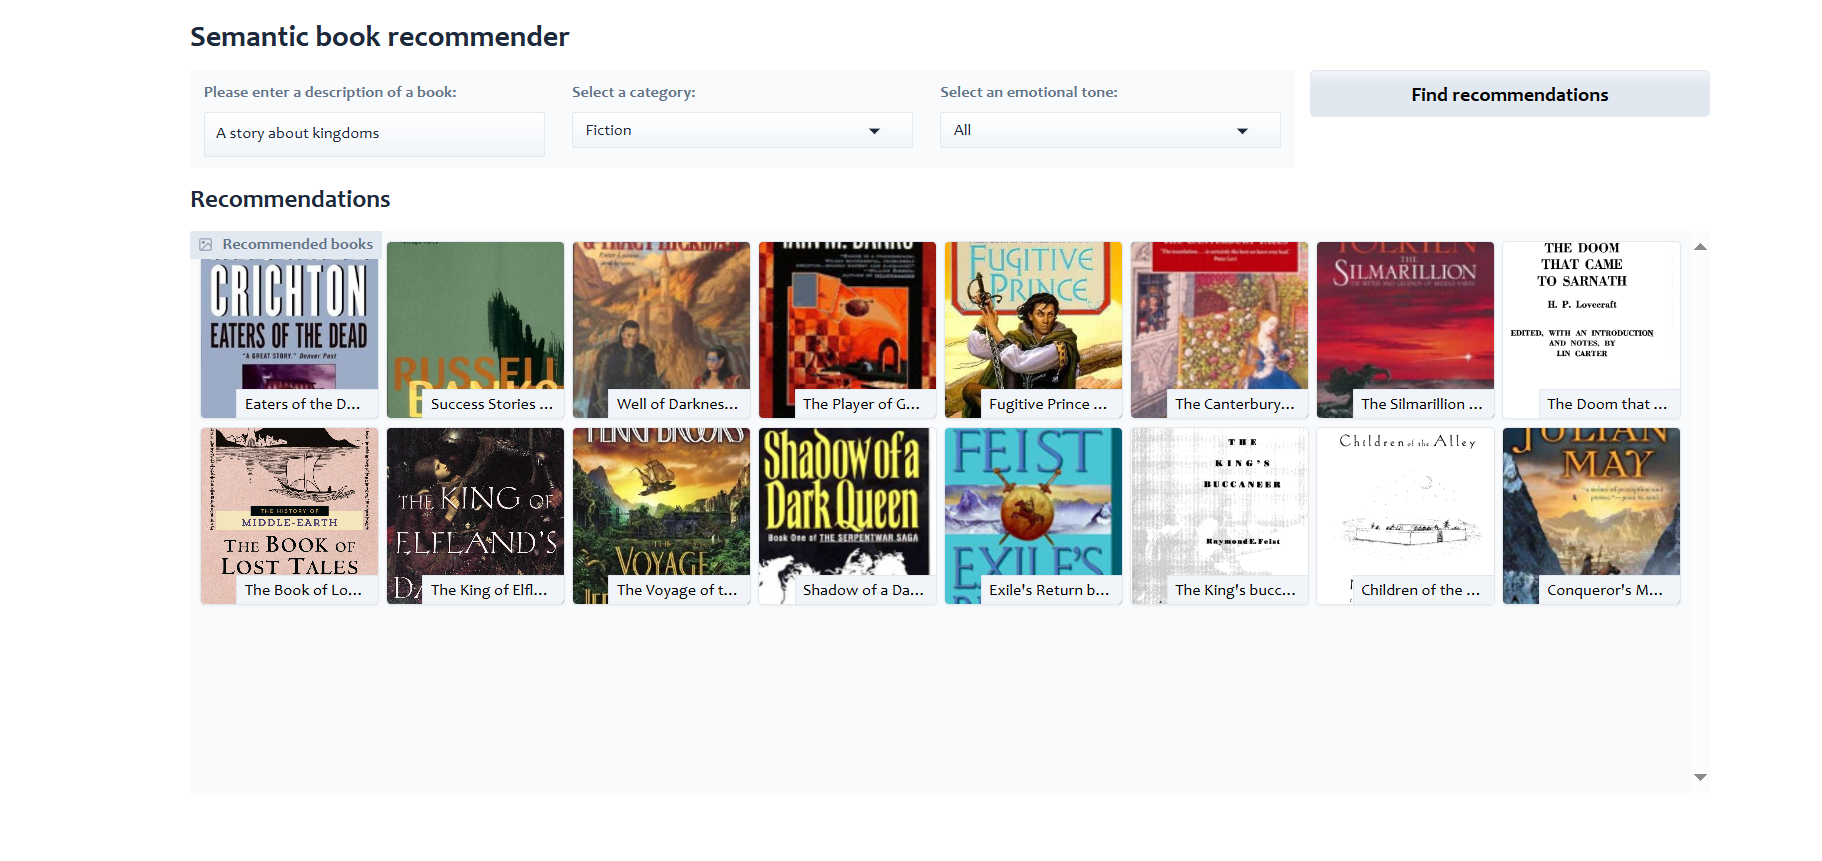 Semantic book recommender
Please enter a description of a book:
Select a category:
Select an emotional tone:
Find recommendations
A story about kingdoms
Fiction
All
Recommendations
Recommended books
CRICHTON
EATERS OF THE DEAD
"A GREAT STORY." Denver Post
Eaters of the D...
RUSSELL
BANKS
Success Stories ...
Well of Darknes...
IAIN M. BANKS
The Player of G...
FUGITIVE
PRINCE
Fugitive Prince ...
THE CANTERBURY TALES
The Canterbury...
TOLKIEN
THE
SILMARILLION
The Silmarillion ...
THE DOOM
THAT CAME
TO SARNATH
H. P. Lovecraft
EDITED, WITH AN INTRODUCTION
AND NOTES, BY
LIN CARTER
The Doom that ...
THE HISTORY OF
MIDDLE-EARTH
THE BOOK OF
LOST TALES
The Book of Lo...
THE KING OF
ELFLAND'S
The King of Elfl...
TERRY BROOKS
THE
VOYAGE
The Voyage of t...
Shadow of a
Dark Queen
Book One of THE SERPENTWAR SAGA
Shadow of a Da...
FEIST
EXILE'S
Exile's Return b...
THE
KING'S
BUCCANEER
Raymond E. Feist
The King's bucc...
Children of the Alley
Children of the ...
JULIAN
MAY
Conqueror's M...